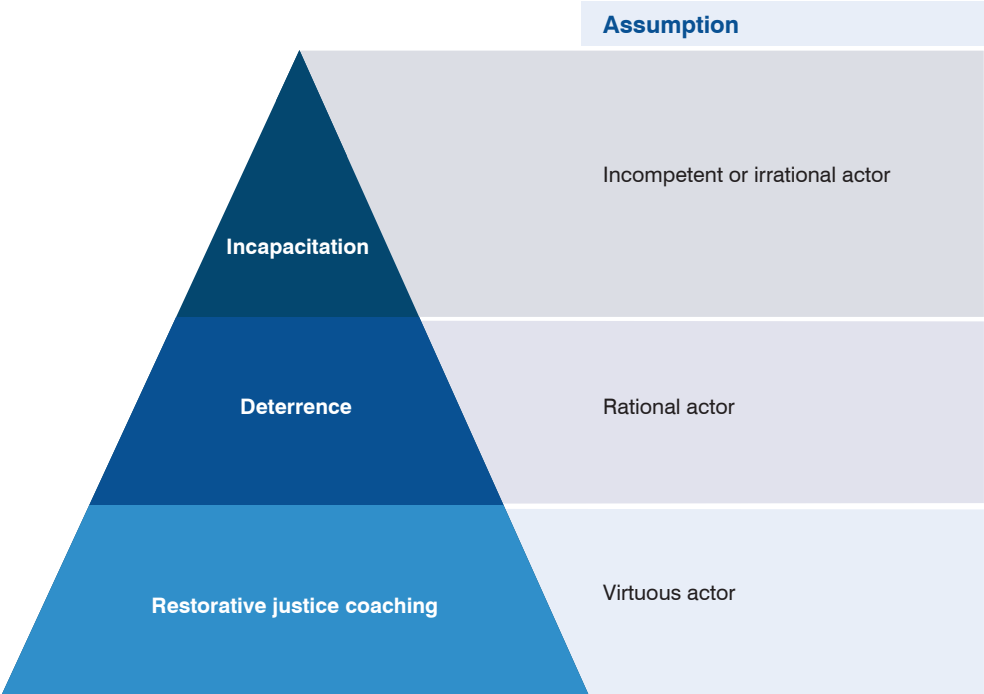 Assumption
Incompetent or irrational actor
Incapacitation
Deterrence
Rational actor
Restorative justice coaching
Virtuous actor